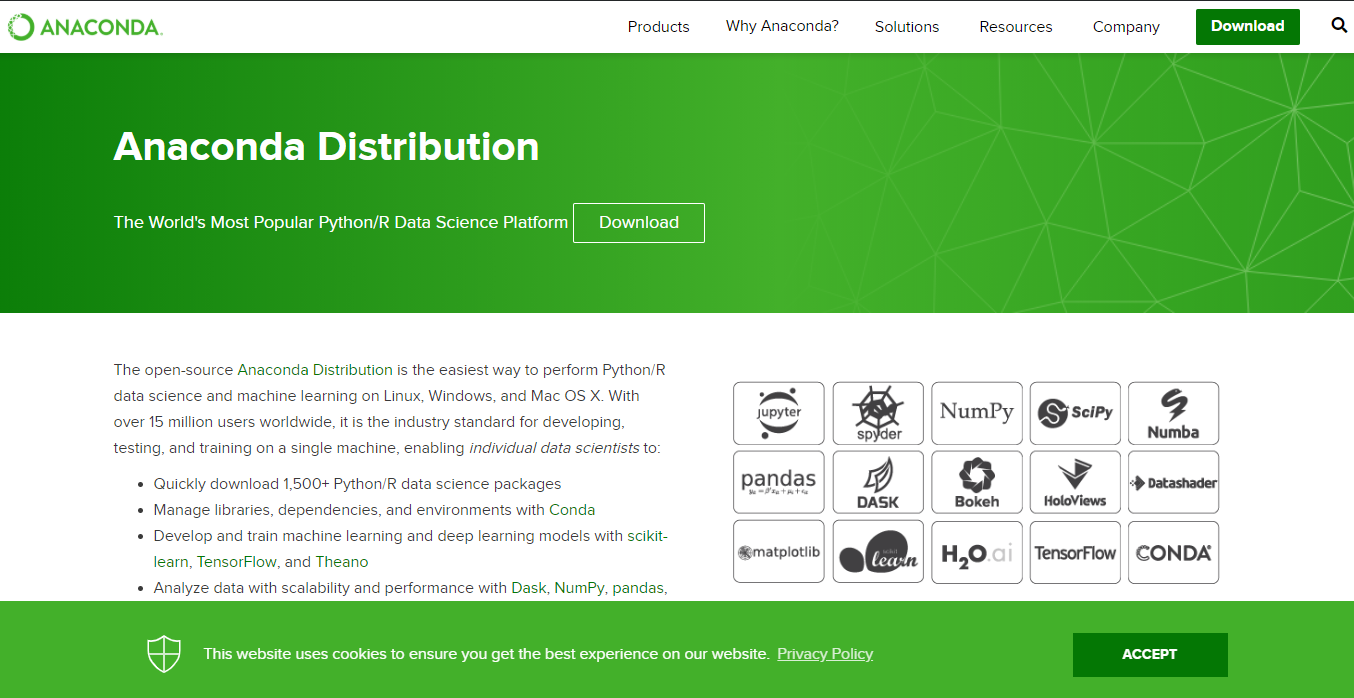 ANACONDA.
Products Why Anaconda? Solutions Resources Company Download
Anaconda Distribution
The World's Most Popular Python/R Data Science Platform Download
The open-source Anaconda Distribution is the easiest way to perform Python/R
data science and machine learning on Linux, Windows, and Mac OS X. With
over 15 million users worldwide, it is the industry standard for developing,
testing, and training on a single machine, enabling individual data scientists to:
• Quickly download 1,500+ Python/R data science packages
• Manage libraries, dependencies, and environments with Conda
• Develop and train machine learning and deep learning models with scikit-
learn, TensorFlow, and Theano
• Analyze data with scalability and performance with Dask, NumPy, pandas,
jupyter spyder NumPy SciPy Numba
pandas DASK Bokeh HoloViews Datashader
matplotlib scikit learn H2O.ai TensorFlow CONDA
This website uses cookies to ensure you get the best experience on our website. Privacy Policy ACCEPT